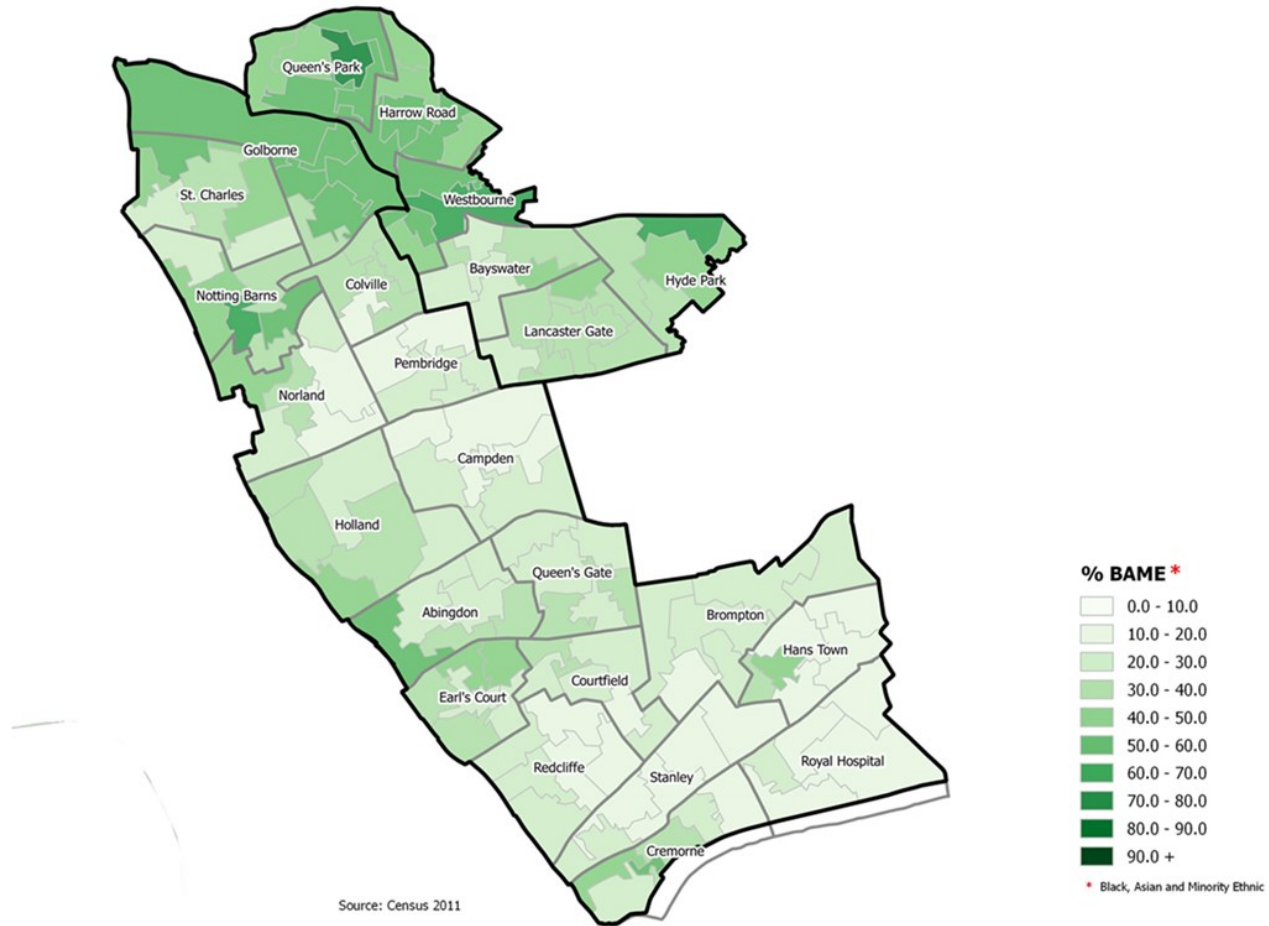 Queen's Park
Harrow Road
Golborne
St. Charles
Westbourne
Bayswater
Hyde Park
Colville
Notting Barns
Lancaster Gate
Pembridge
Norland
Campden
Holland
Queen's Gate
Abingdon
Brompton
Hans Town
Courtfield
Earl's Court
Redcliffe
Stanley
Royal Hospital
Cremorne
Source: Census 2011
% BAME *
0.0 - 10.0
10.0 - 20.0
20.0 - 30.0
30.0 - 40.0
40.0 - 50.0
50.0 - 60.0
60.0 - 70.0
70.0 - 80.0
80.0 - 90.0
90.0 +
* Black, Asian and Minority Ethnic